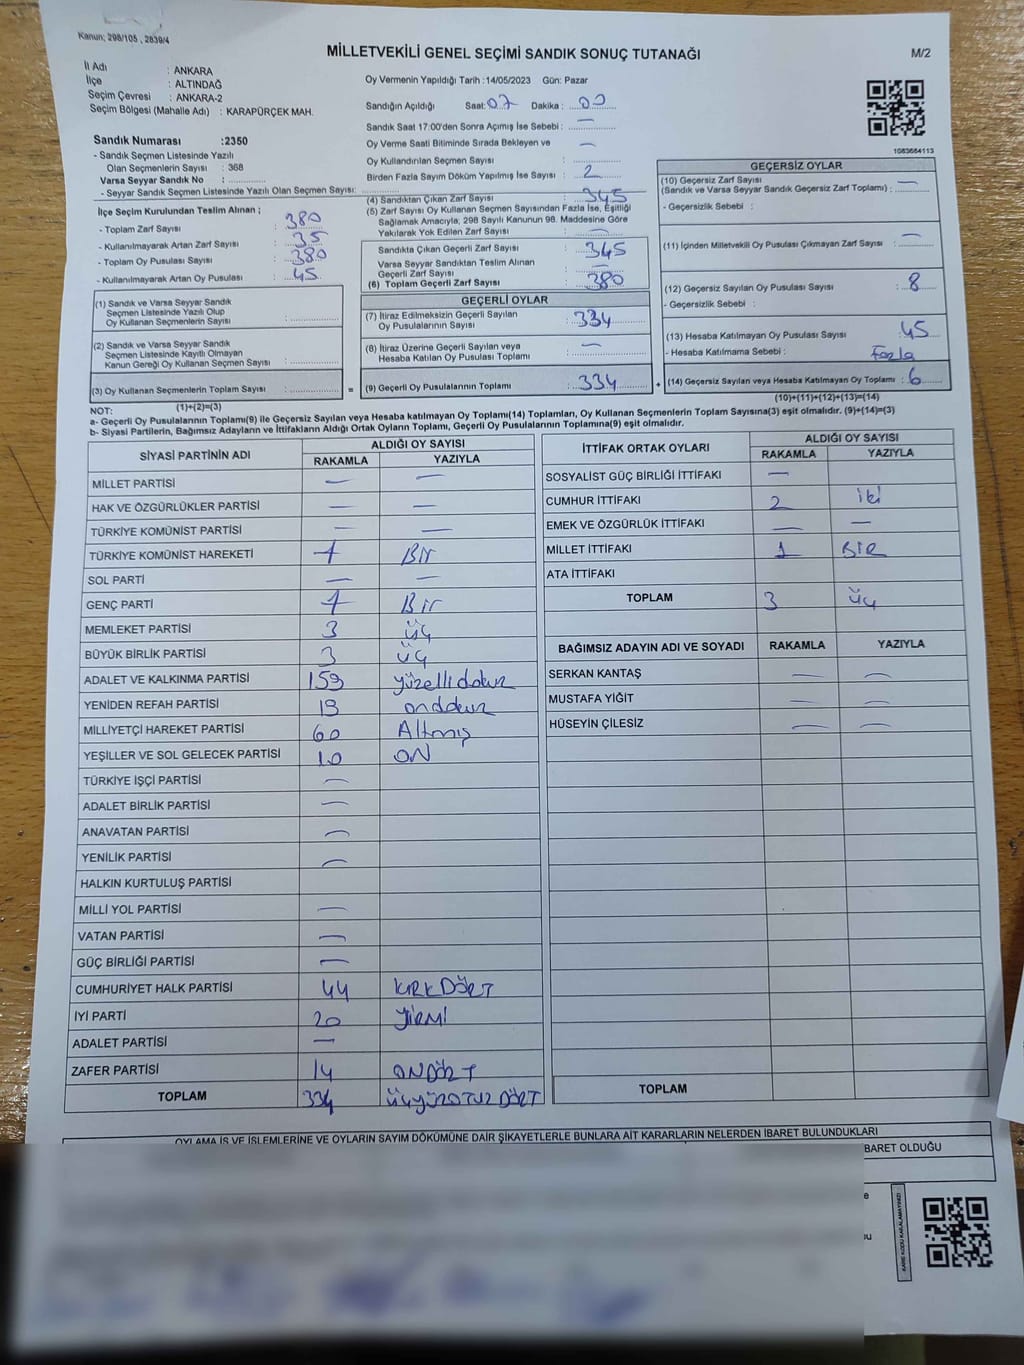 Kanun; 298/105 , 2839/4
MİLLETVEKİLİ GENEL SEÇİMİ SANDIK SONUÇ TUTANAĞI
M/2
İl Adı : ANKARA
İlçe : ALTINDAĞ
Seçim Çevresi : ANKARA-2
Seçim Bölgesi (Mahalle Adı) : KARAPÜRÇEK MAH.
Oy Vermenin Yapıldığı Tarih :14/05/2023 Gün: Pazar
Sandığın Açıldığı Saat: 07 Dakika : 00
Sandık Saat 17:00'den Sonra Açımış İse Sebebi : —
Oy Verme Saati Bitiminde Sırada Bekleyen ve
Oy Kullandırılan Seçmen Sayısı : —
Birden Fazla Sayım Döküm Yapılmış İse Sayısı : 2
1083664113
Sandık Numarası :2350
- Sandık Seçmen Listesinde Yazılı
Olan Seçmenlerin Sayısı : 368
Varsa Seyyar Sandık No :
- Seyyar Sandık Seçmen Listesinde Yazılı Olan Seçmen Sayısı:
İlçe Seçim Kurulundan Teslim Alınan ;
- Toplam Zarf Sayısı : 380
- Kullanılmayarak Artan Zarf Sayısı : 35
- Toplam Oy Pusulası Sayısı : 380
- Kullanılmayarak Artan Oy Pusulası : 45
(1) Sandık ve Varsa Seyyar Sandık
Seçmen Listesinde Yazılı Olup
Oy Kullanan Seçmenlerin Sayısı :
(2) Sandık ve Varsa Seyyar Sandık
Seçmen Listesinde Kayıtlı Olmayan
Kanun Gereği Oy Kullanan Seçmen Sayısı :
(3) Oy Kullanan Seçmenlerin Toplam Sayısı :
(1)+(2)=(3)
(4) Sandıktan Çıkan Zarf Sayısı : 345
(5) Zarf Sayısı Oy Kullanan Seçmen Sayısından Fazla İse, Eşitliği
Sağlamak Amacıyla, 298 Sayılı Kanunun 98. Maddesine Göre
Yakılarak Yok Edilen Zarf Sayısı : —
Sandıkta Çıkan Geçerli Zarf Sayısı : 345
Varsa Seyyar Sandıktan Teslim Alınan
Geçerli Zarf Sayısı : —
(6) Toplam Geçerli Zarf Sayısı : 380
GEÇERLİ OYLAR
(7) İtiraz Edilmeksizin Geçerli Sayılan
Oy Pusulalarının Sayısı : 334
(8) İtiraz Üzerine Geçerli Sayılan veya
Hesaba Katılan Oy Pusulası Toplamı : —
= (9) Geçerli Oy Pusulalarının Toplamı : 334
GEÇERSİZ OYLAR
(10) Geçersiz Zarf Sayısı —
(Sandık ve Varsa Seyyar Sandık Geçersiz Zarf Toplamı) :
- Geçersizlik Sebebi :
(11) İçinden Milletvekili Oy Pusulası Çıkmayan Zarf Sayısı : —
(12) Geçersiz Sayılan Oy Pusulası Sayısı : 8
- Geçersizlik Sebebi :
(13) Hesaba Katılmayan Oy Pusulası Sayısı : 45
- Hesaba Katılmama Sebebi : Fazla
+ (14) Geçersiz Sayılan veya Hesaba Katılmayan Oy Toplamı : 6
(10)+(11)+(12)+(13)=(14)
NOT:
a- Geçerli Oy Pusulalarının Toplamı(9) ile Geçersiz Sayılan veya Hesaba katılmayan Oy Toplamı(14) Toplamları, Oy Kullanan Seçmenlerin Toplam Sayısına(3) eşit olmalıdır. (9)+(14)=(3)
b- Siyasi Partilerin, Bağımsız Adayların ve İttifakların Aldığı Ortak Oyların Toplamı, Geçerli Oy Pusulalarının Toplamına(9) eşit olmalıdır.
SİYASİ PARTİNİN ADI ALDIĞI OY SAYISI
RAKAMLA YAZIYLA
MİLLET PARTİSİ — —
HAK VE ÖZGÜRLÜKLER PARTİSİ — —
TÜRKİYE KOMÜNİST PARTİSİ — —
TÜRKİYE KOMÜNİST HAREKETİ 1 Bir
SOL PARTİ — —
GENÇ PARTİ 1 Bir
MEMLEKET PARTİSİ 3 üç
BÜYÜK BİRLİK PARTİSİ 3 üç
ADALET VE KALKINMA PARTİSİ 159 yüzellidokuz
YENİDEN REFAH PARTİSİ 19 ondokuz
MİLLİYETÇİ HAREKET PARTİSİ 60 Altmış
YEŞİLLER VE SOL GELECEK PARTİSİ 10 ON
TÜRKİYE İŞÇİ PARTİSİ —
ADALET BİRLİK PARTİSİ —
ANAVATAN PARTİSİ —
YENİLİK PARTİSİ —
HALKIN KURTULUŞ PARTİSİ
MİLLİ YOL PARTİSİ —
VATAN PARTİSİ —
GÜÇ BİRLİĞİ PARTİSİ —
CUMHURİYET HALK PARTİSİ 44 KIRKDÖRT
İYİ PARTİ 20 YİRMİ
ADALET PARTİSİ —
ZAFER PARTİSİ 14 ONDÖRT
TOPLAM 334 üçyüzOTUZDÖRT
İTTİFAK ORTAK OYLARI ALDIĞI OY SAYISI
RAKAMLA YAZIYLA
SOSYALİST GÜÇ BİRLİĞİ İTTİFAKI —
CUMHUR İTTİFAKI 2 iki
EMEK VE ÖZGÜRLÜK İTTİFAKI — —
MİLLET İTTİFAKI 1 BİR
ATA İTTİFAKI
TOPLAM 3 üç
BAĞIMSIZ ADAYIN ADI VE SOYADI RAKAMLA YAZIYLA
SERKAN KANTAŞ — —
MUSTAFA YİĞİT — —
HÜSEYİN ÇİLESİZ — —
TOPLAM
OYLAMA İŞ VE İŞLEMLERİNE VE OYLARIN SAYIM DÖKÜMÜNE DAİR ŞİKAYETLERLE BUNLARA AİT KARARLARIN NELERDEN İBARET BULUNDUKLARI
BARET OLDUĞU
KARE KODU KARALAMAYINIZ!